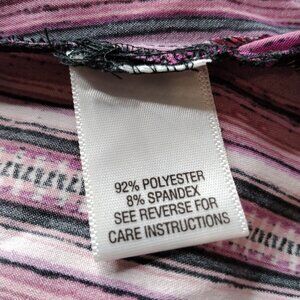 92% POLYESTER
8% SPANDEX
SEE REVERSE FOR
CARE INSTRUCTIONS